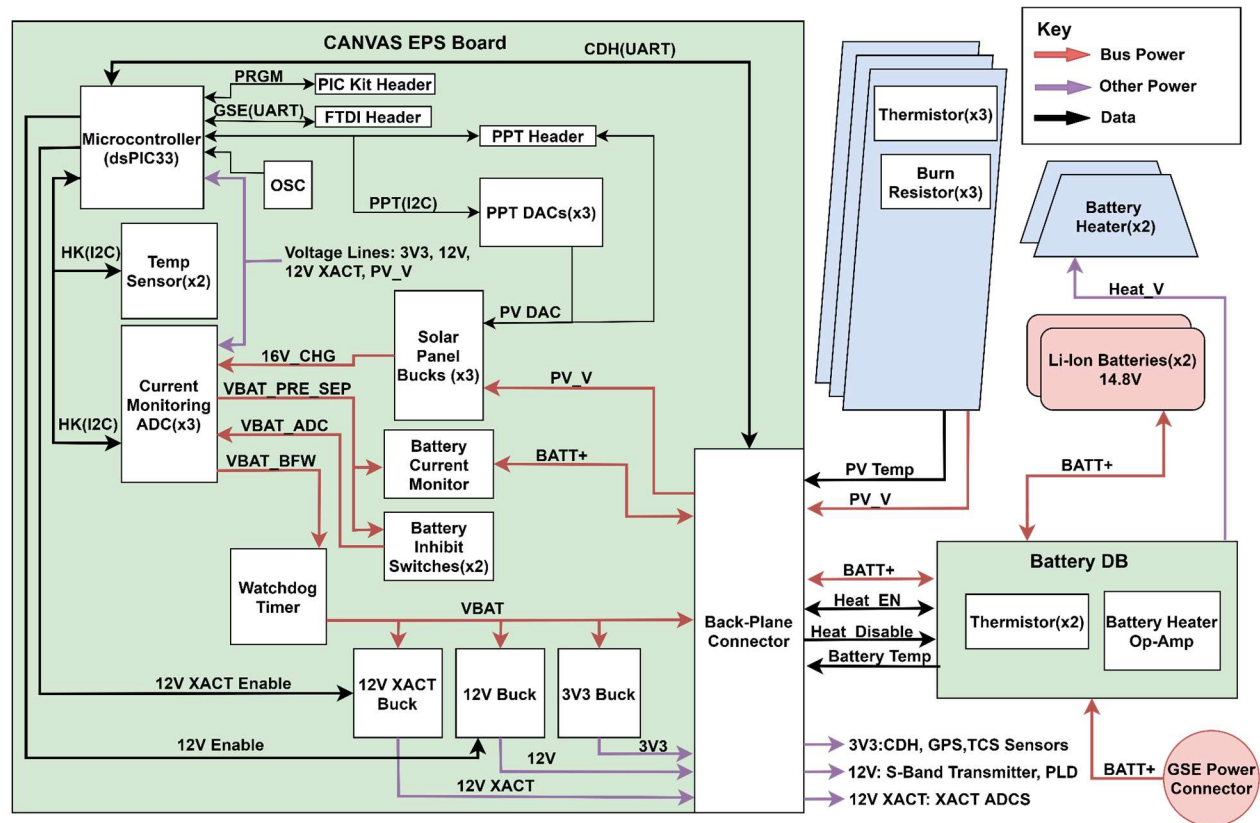 CANVAS EPS Board
CDH(UART)
Key
Bus Power
Other Power
Data
PRGM
PIC Kit Header
GSE(UART)
FTDI Header
Microcontroller
(dsPIC33)
PPT Header
OSC
PPT(I2C)
PPT DACs(x3)
Thermistor(x3)
Burn
Resistor(x3)
Battery
Heater(x2)
HK(I2C)
Temp
Sensor(x2)
Voltage Lines: 3V3, 12V,
12V XACT, PV_V
Heat_V
PV DAC
Solar
Panel
Bucks (x3)
16V_CHG
Li-Ion Batteries(x2)
14.8V
Current
Monitoring
ADC(x3)
VBAT_PRE_SEP
PV_V
HK(I2C)
VBAT_ADC
VBAT_BFW
Battery
Current
Monitor
BATT+
PV Temp
PV_V
BATT+
Battery
Inhibit
Switches(x2)
Watchdog
Timer
VBAT
Back-Plane
Connector
BATT+
Heat_EN
Heat_Disable
Battery Temp
Battery DB
Thermistor(x2)
Battery Heater
Op-Amp
12V XACT Enable
12V XACT
Buck
12V Buck
3V3 Buck
12V Enable
3V3
12V
12V XACT
3V3:CDH, GPS,TCS Sensors
12V: S-Band Transmitter, PLD
12V XACT: XACT ADCS
BATT+
GSE Power
Connector